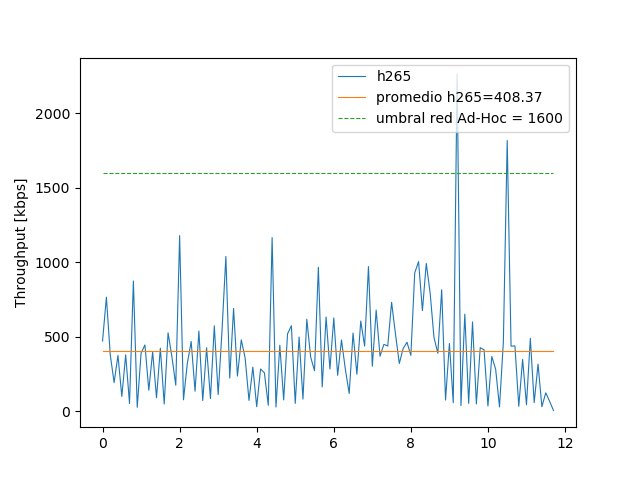 h265
promedio h265=408.37
umbral red Ad-Hoc = 1600
Throughput [kbps]
2000
1500
1000
500
0
0 2 4 6 8 10 12